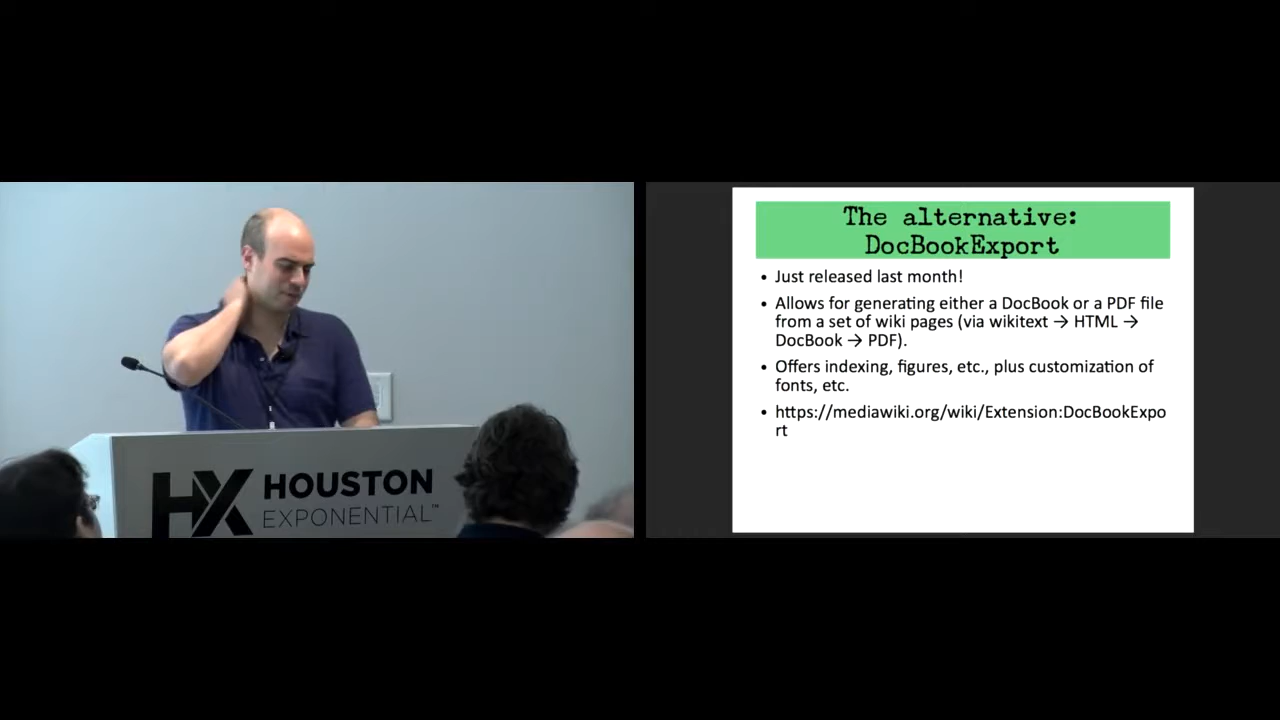 HX HOUSTON
EXPONENTIAL™
The alternative:
DocBookExport
• Just released last month!
• Allows for generating either a DocBook or a PDF file
from a set of wiki pages (via wikitext → HTML →
DocBook → PDF).
• Offers indexing, figures, etc., plus customization of
fonts, etc.
• https://mediawiki.org/wiki/Extension:DocBookExpo
rt